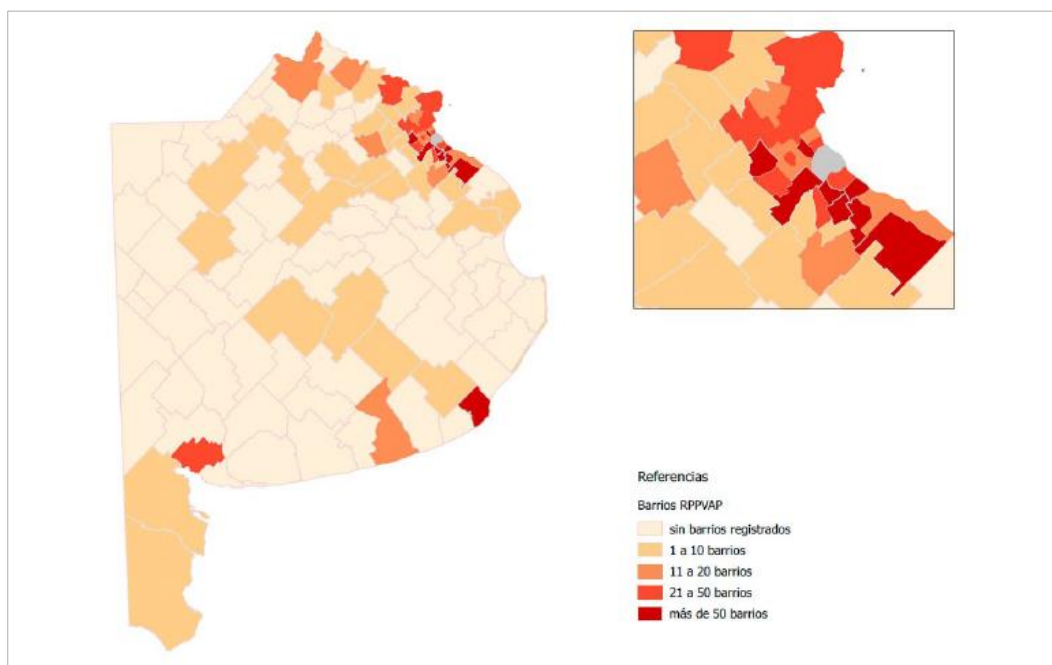 Referencias
Barrios RPPVAP
sin barrios registrados
1 a 10 barrios
11 a 20 barrios
21 a 50 barrios
más de 50 barrios